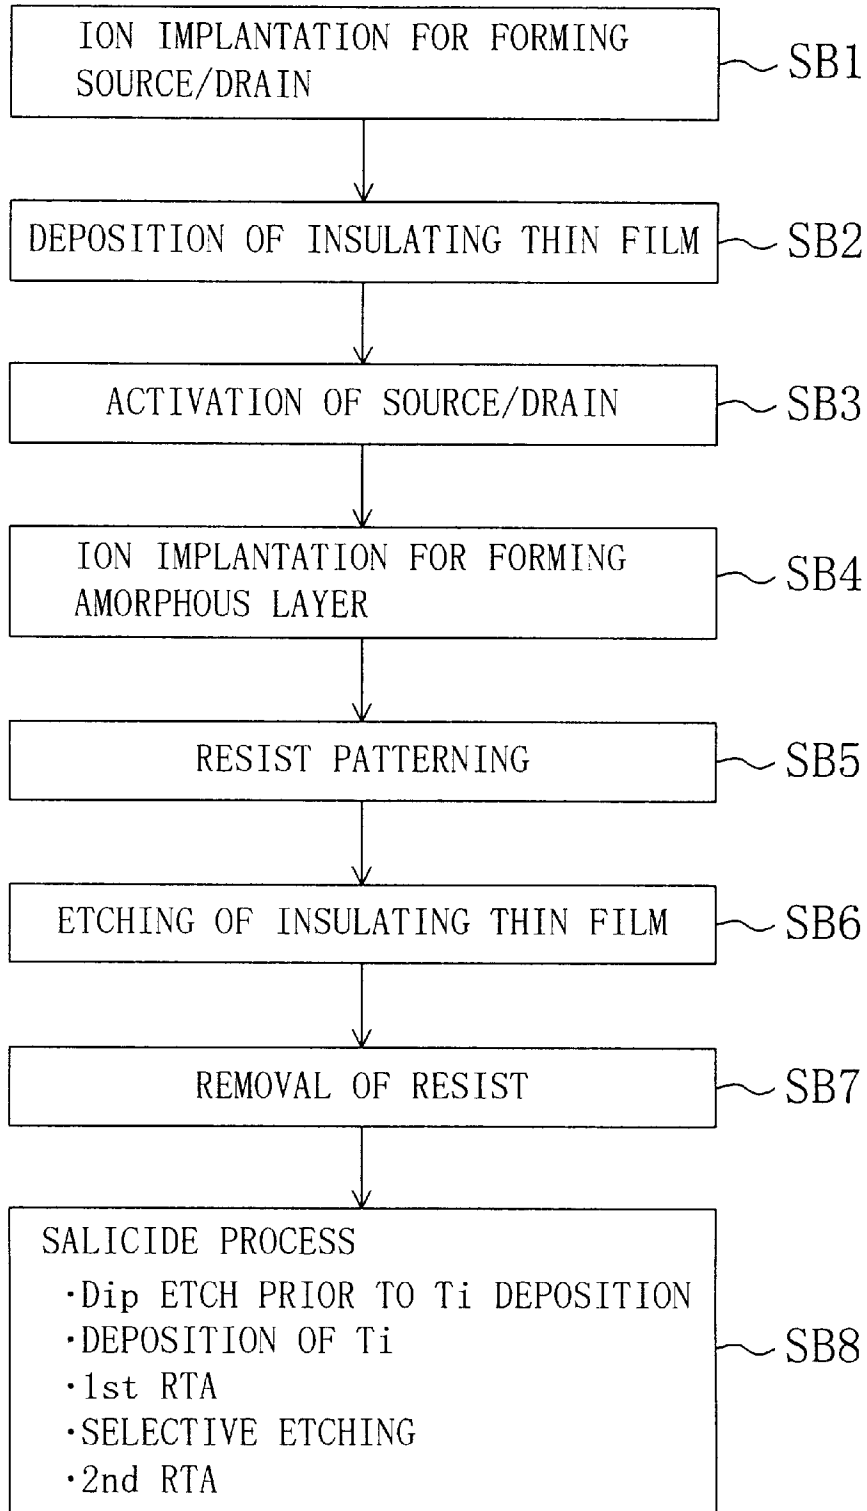 ION IMPLANTATION FOR FORMING
SOURCE/DRAIN
SB1
DEPOSITION OF INSULATING THIN FILM
SB2
ACTIVATION OF SOURCE/DRAIN
SB3
ION IMPLANTATION FOR FORMING
AMORPHOUS LAYER
SB4
RESIST PATTERNING
SB5
ETCHING OF INSULATING THIN FILM
SB6
REMOVAL OF RESIST
SB7
SALICIDE PROCESS
·Dip ETCH PRIOR TO Ti DEPOSITION
·DEPOSITION OF Ti
·1st RTA
·SELECTIVE ETCHING
·2nd RTA
SB8